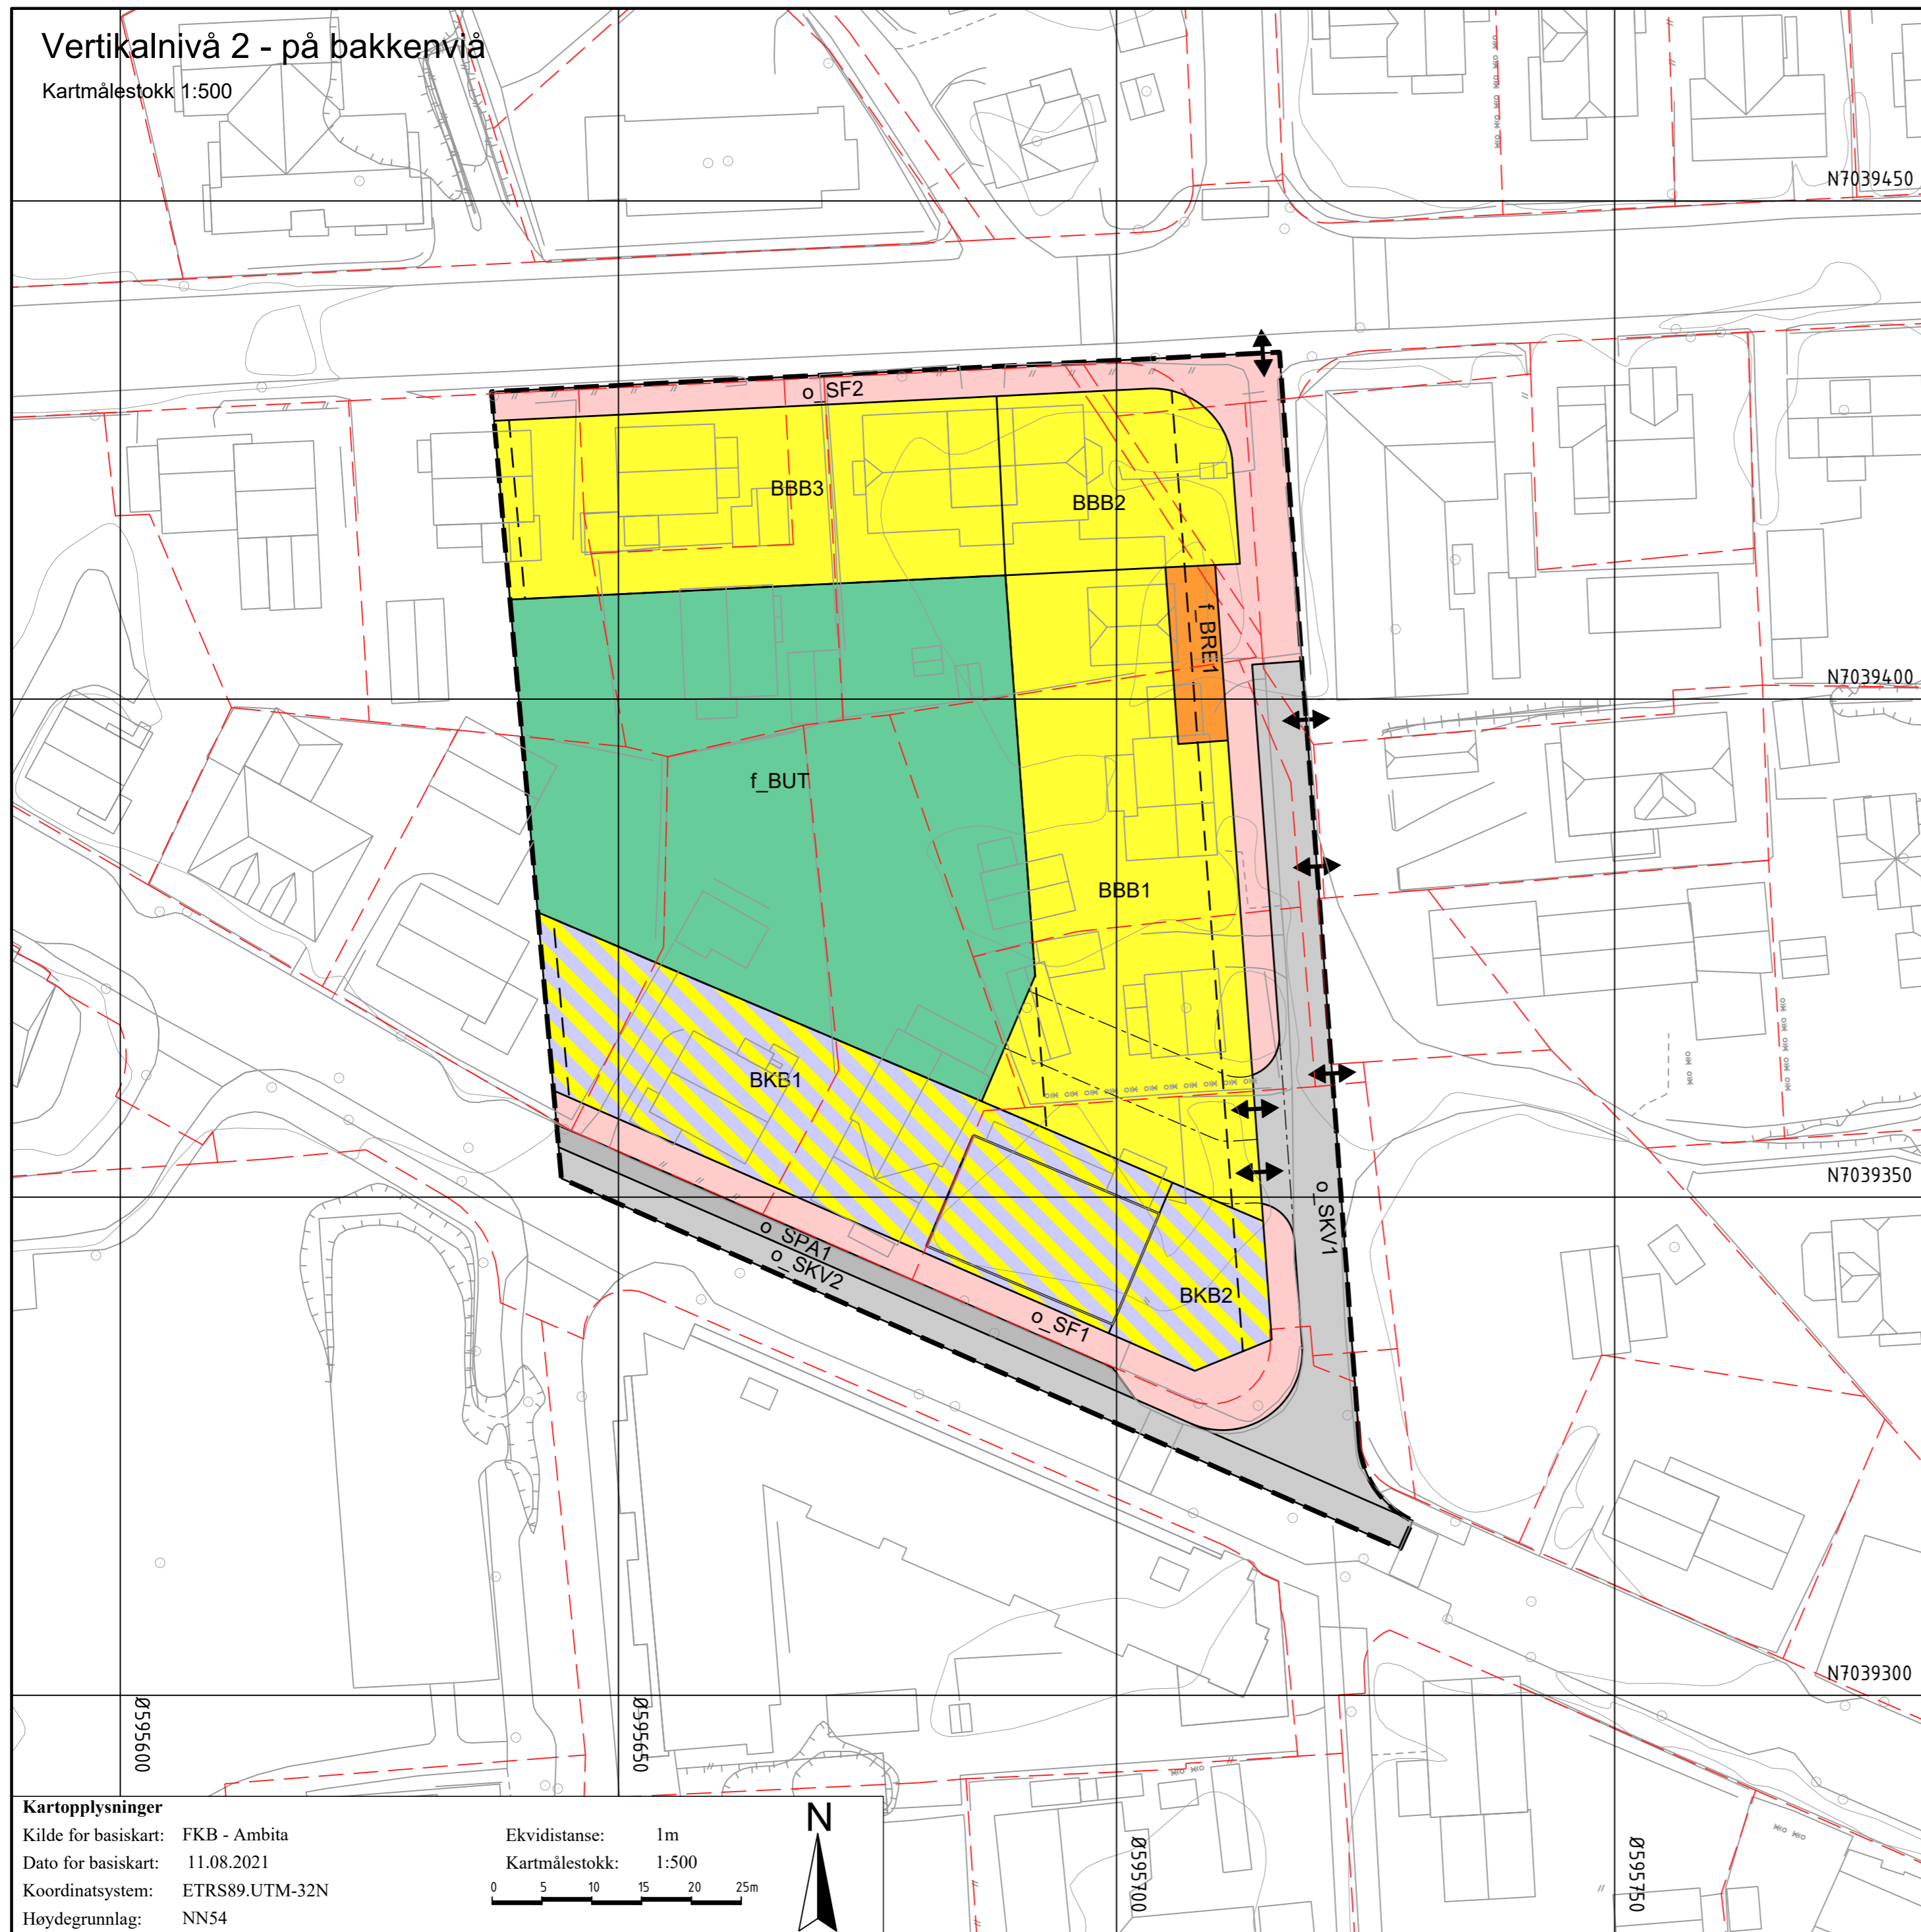 Vertikalnivå 2 - på bakkenviå
Kartmålestokk 1:500
N7039450
o_SF2
BBB3
BBB2
f_BRE1
N7039400
f_BUT
BBB1
BKB1
N7039350
o_SKV1
o_SPA1
o_SKV2
BKB2
o_SF1
N7039300
Ø595600
Ø595650
Ø595700
Ø595750
Kartopplysninger
Kilde for basiskart: FKB - Ambita
Dato for basiskart: 11.08.2021
Koordinatsystem: ETRS89.UTM-32N
Høydegrunnlag: NN54
Ekvidistanse: 1m
Kartmålestokk: 1:500
0 5 10 15 20 25m
N